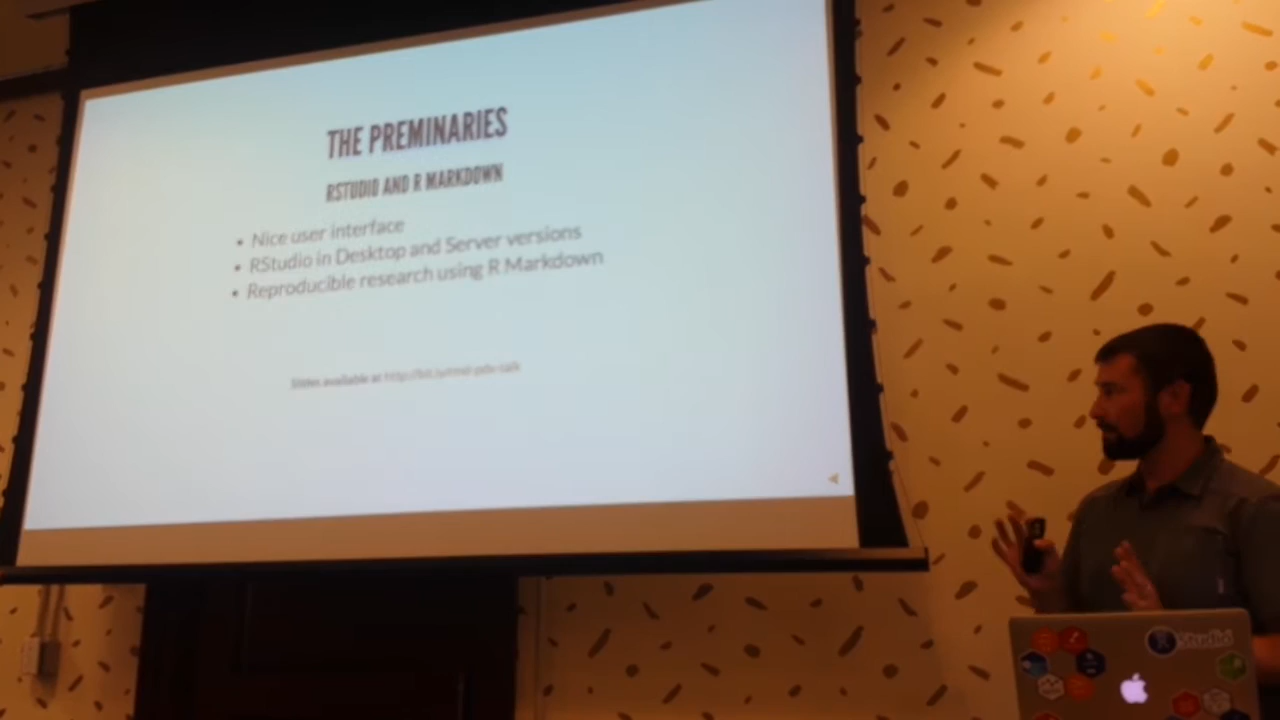 THE PREMINARIES
RSTUDIO AND R MARKDOWN
• Nice user interface
• RStudio in Desktop and Server versions
• Reproducible research using R Markdown
Slides available at
RStudio